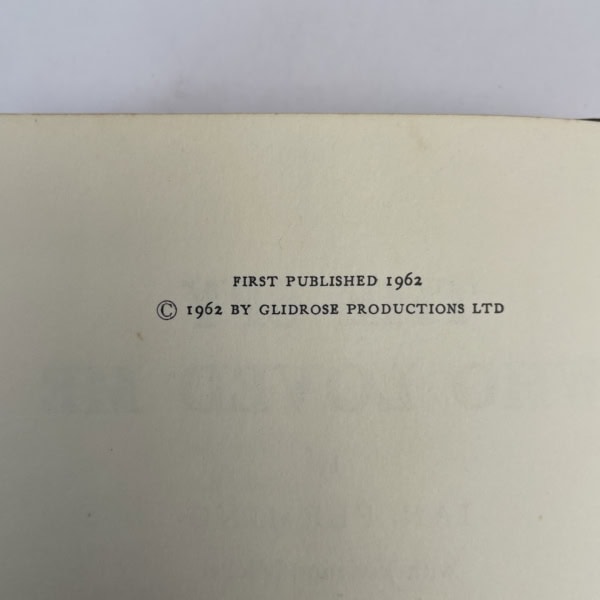 FIRST PUBLISHED 1962
© 1962 BY GLIDROSE PRODUCTIONS LTD